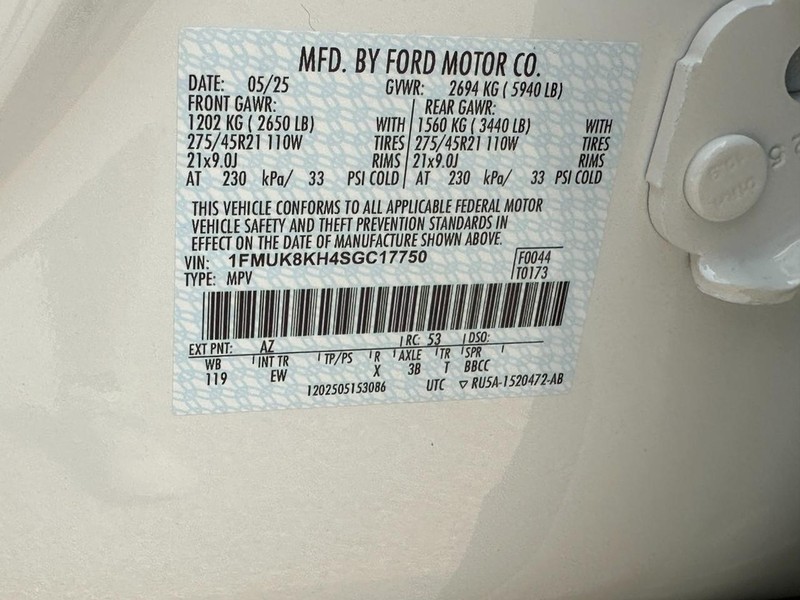 MFD. BY FORD MOTOR CO.
DATE: 05/25 GVWR: 2694 KG ( 5940 LB)
FRONT GAWR: REAR GAWR:
1202 KG ( 2650 LB) WITH 1560 KG ( 3440 LB) WITH
275/45R21 110W TIRES 275/45R21 110W TIRES
21x9.0J RIMS 21x9.0J RIMS
AT 230 kPa/ 33 PSI COLD AT 230 kPa/ 33 PSI COLD
THIS VEHICLE CONFORMS TO ALL APPLICABLE FEDERAL MOTOR
VEHICLE SAFETY AND THEFT PREVENTION STANDARDS IN
EFFECT ON THE DATE OF MANUFACTURE SHOWN ABOVE.
VIN: 1FMUK8KH4SGC17750 F0044
TYPE: MPV T0173
EXT PNT: AZ RC: 53 DSO:
WB INT TR TP/PS R AXLE TR SPR
119 EW X 3B T BBCC
1202505153086 UTC ▽ RU5A-1520472-AB